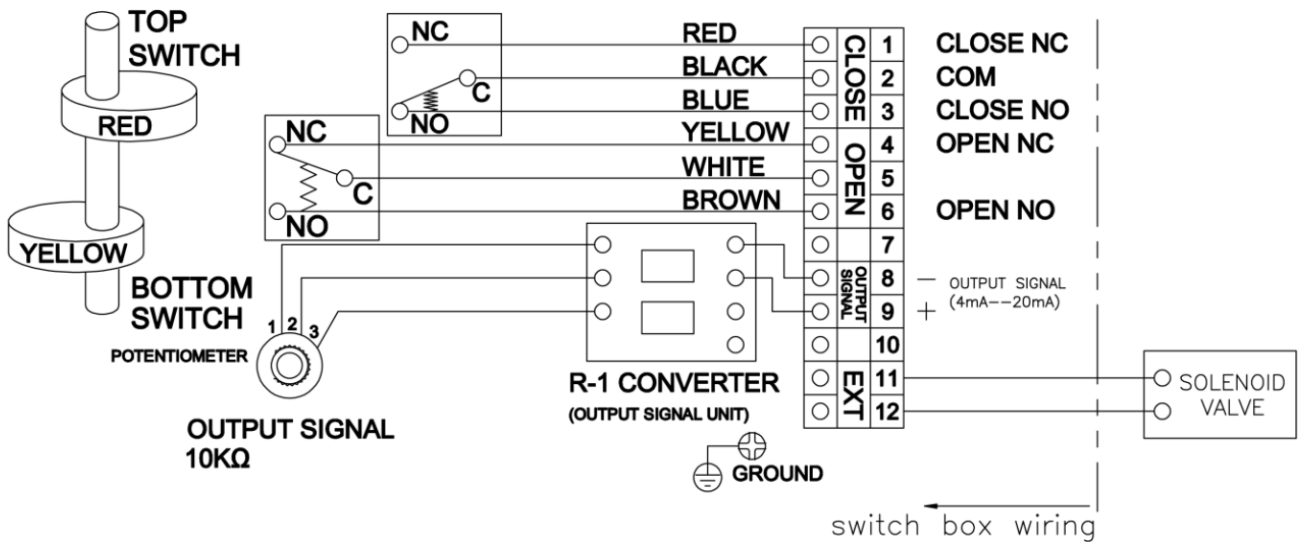 TOP
SWITCH
RED
YELLOW
BOTTOM
SWITCH
NC
C
NO
NC
C
NO
RED
BLACK
BLUE
YELLOW
WHITE
BROWN
CLOSE
OPEN
OUTPUT
SIGNAL
EXT
1
2
3
4
5
6
7
8
9
10
11
12
CLOSE NC
COM
CLOSE NO
OPEN NC
OPEN NO
− OUTPUT SIGNAL
+ (4mA--20mA)
1 2 3
POTENTIOMETER
OUTPUT SIGNAL
10KΩ
R-1 CONVERTER
(OUTPUT SIGNAL UNIT)
GROUND
SOLENOID
VALVE
switch box wiring